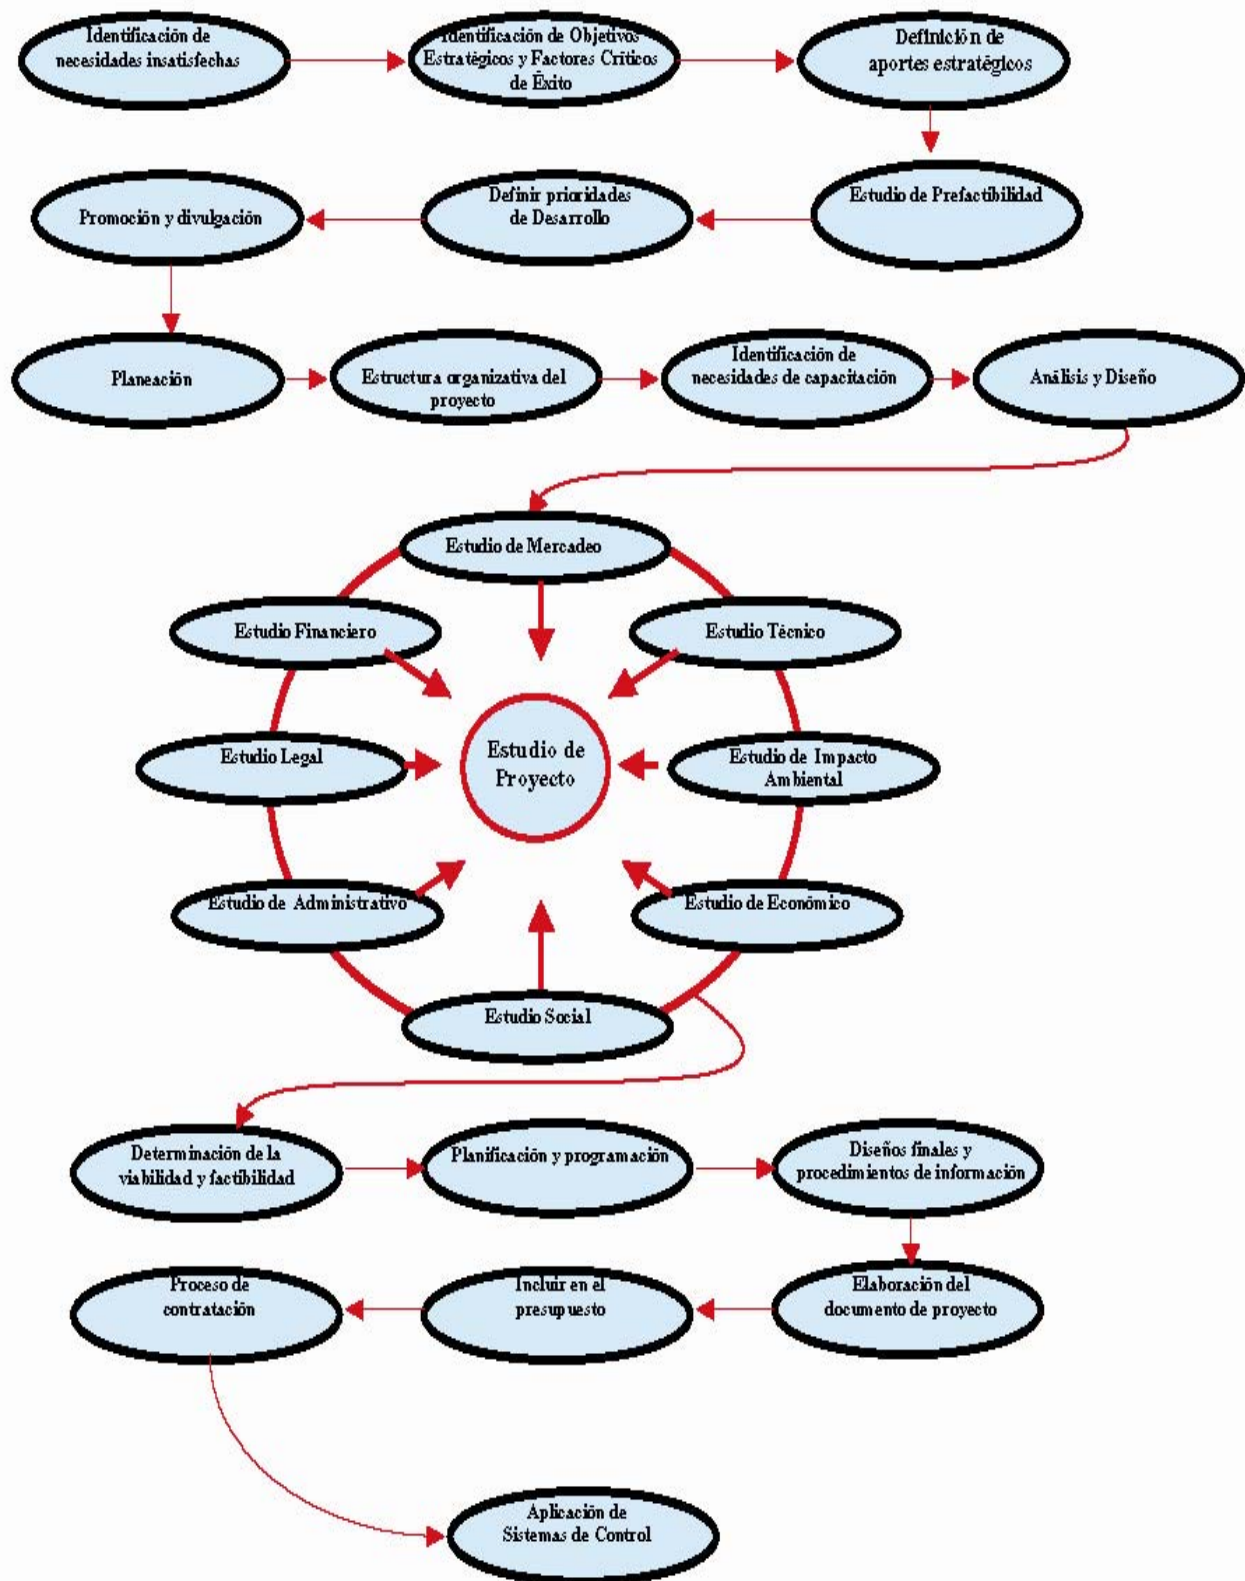 Identificación de
necesidades insatisfechas
Identificación de Objetivos
Estratégicos y Factores Críticos
de Éxito
Definición de
aportes estratégicos
Promoción y divulgación
Definir prioridades
de Desarrollo
Estudio de Prefactibilidad
Planeación
Estructura organizativa del
proyecto
Identificación de
necesidades de capacitación
Análisis y Diseño
Estudio de Mercadeo
Estudio Financiero
Estudio Técnico
Estudio Legal
Estudio de
Proyecto
Estudio de Impacto
Ambiental
Estudio de Administrativo
Estudio de Económico
Estudio Social
Determinación de la
viabilidad y factibilidad
Planificación y programación
Diseños finales y
procedimientos de información
Proceso de
contratación
Incluir en el
presupuesto
Elaboración del
documento de proyecto
Aplicación de
Sistemas de Control